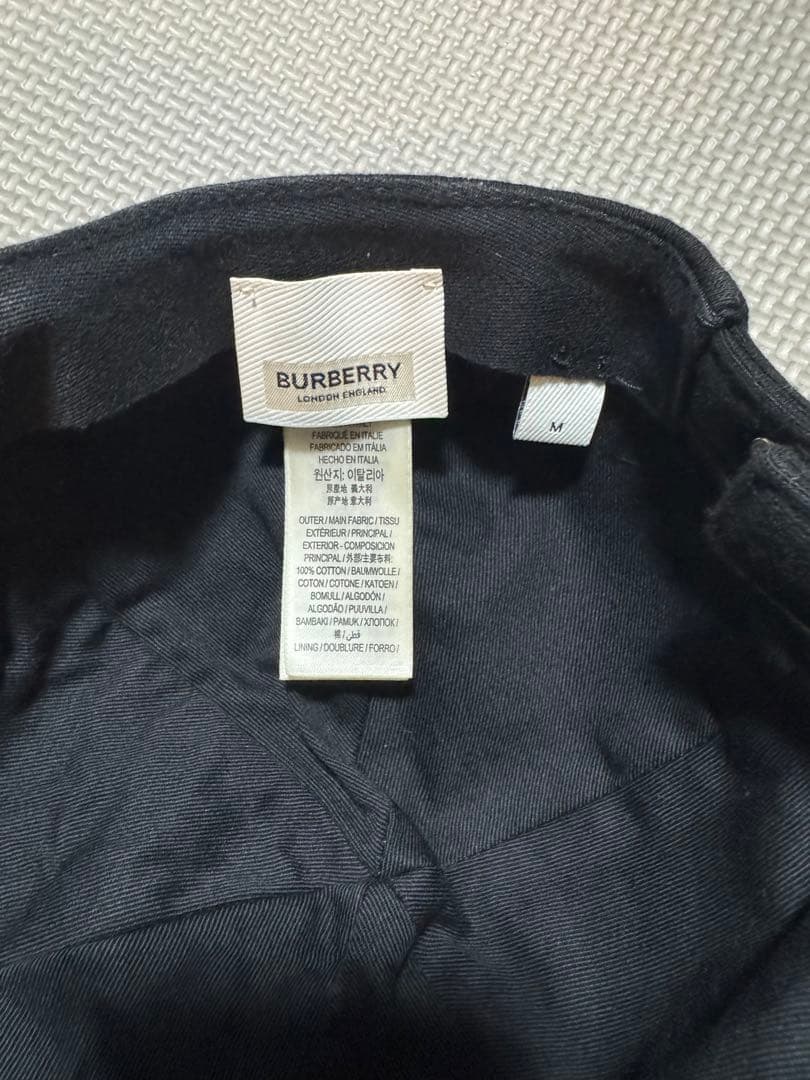 BURBERRY
LONDON ENGLAND
M
FABRIQUÉ EN ITALIE
FABRICADO EM ITÁLIA
HECHO EN ITALIA
원산지: 이탈리아
原産地 義大利
原产地 意大利
OUTER / MAIN FABRIC / TISSU
EXTÉRIEUR / PRINCIPAL /
EXTERIOR - COMPOSICION
PRINCIPAL / 外部/主要布料:
100% COTTON / BAUMWOLLE /
COTON / COTONE / KATOEN /
BOMULL / ALGODÓN /
ALGODÃO / PUUVILLA /
BAMBAKI / PAMUK / ХЛОПОК /
棉 / قطن
LINING / DOUBLURE / FORRO /